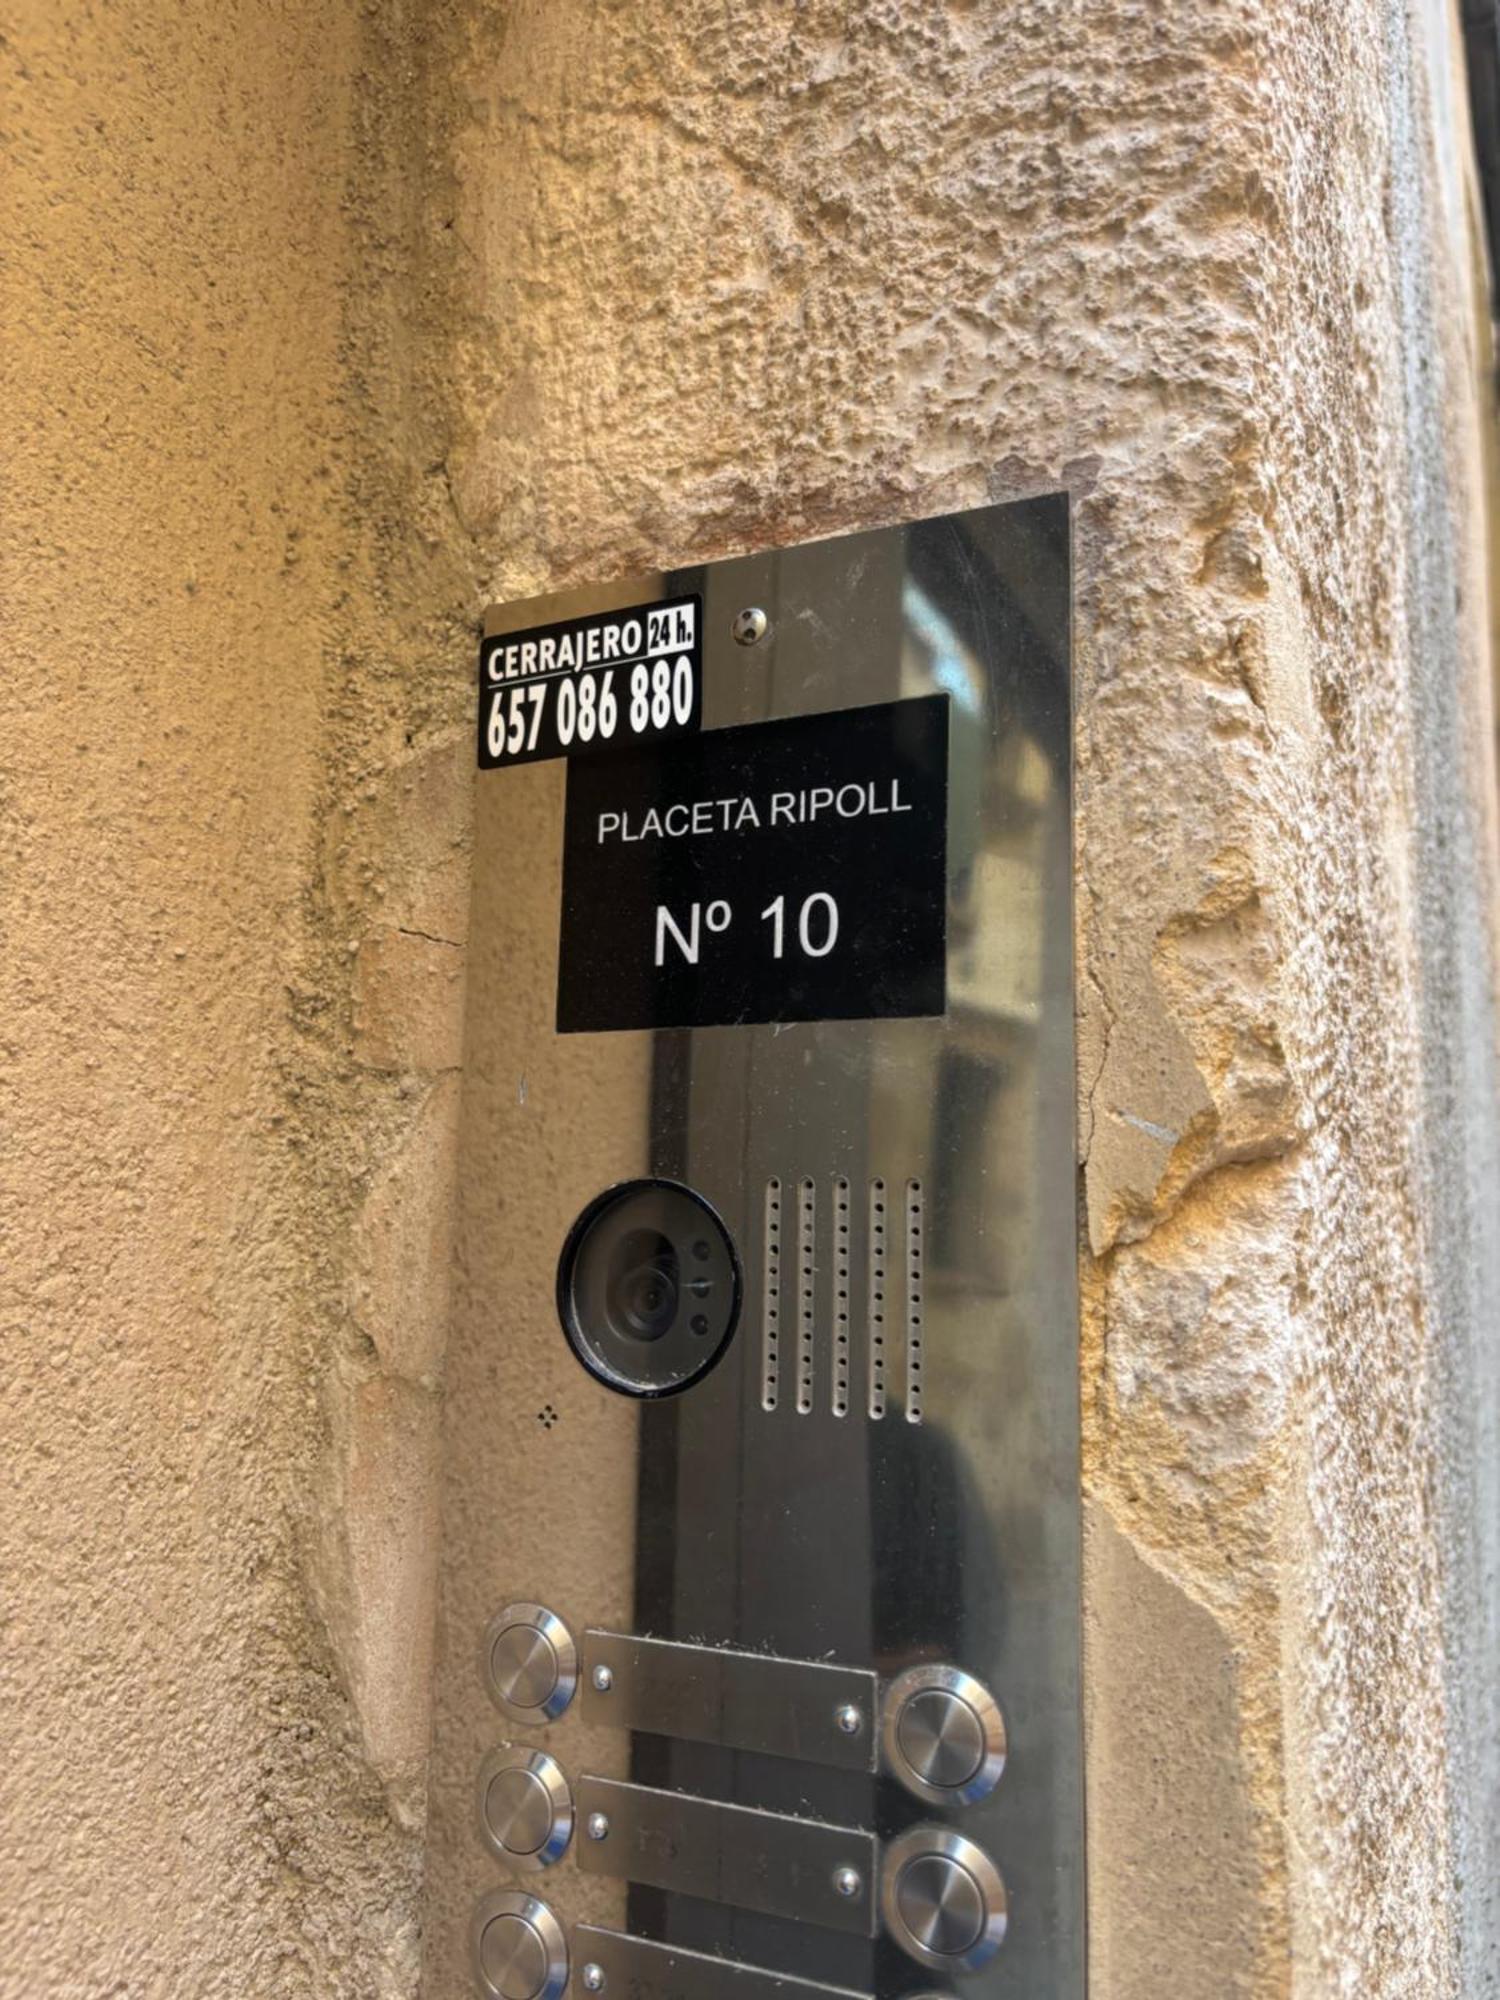 CERRAJERO 24 h.
657 086 880
PLACETA RIPOLL
Nº 10